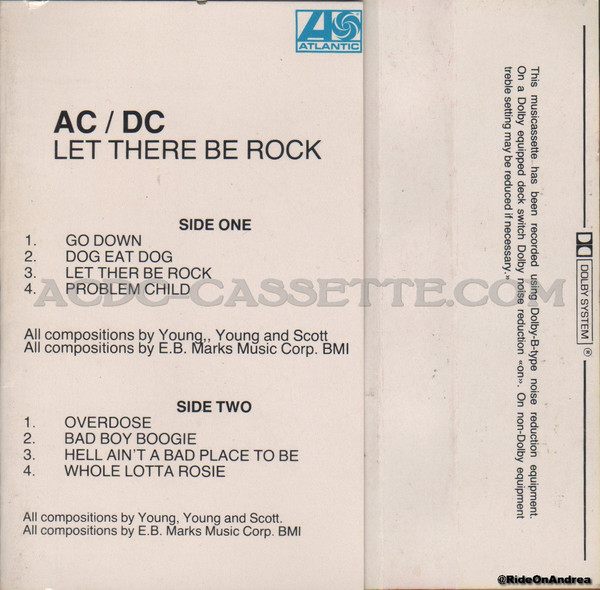 ATLANTIC
AC / DC
LET THERE BE ROCK
SIDE ONE
1. GO DOWN
2. DOG EAT DOG
3. LET THER BE ROCK
4. PROBLEM CHILD
ACDC-CASSETTE.COM
All compositions by Young,, Young and Scott
All compositions by E.B. Marks Music Corp. BMI
SIDE TWO
1. OVERDOSE
2. BAD BOY BOOGIE
3. HELL AIN'T A BAD PLACE TO BE
4. WHOLE LOTTA ROSIE
All compositions by Young, Young and Scott.
All compositions by E.B. Marks Music Corp. BMI
This musicassette has been recorded using Dolby-B-type noise reduction equipment.
On a Dolby equipped deck switch Dolby noise reduction «on». On non-Dolby equipment
treble setting may be reduced if necessary.»
DOLBY SYSTEM ®
@RideOnAndrea